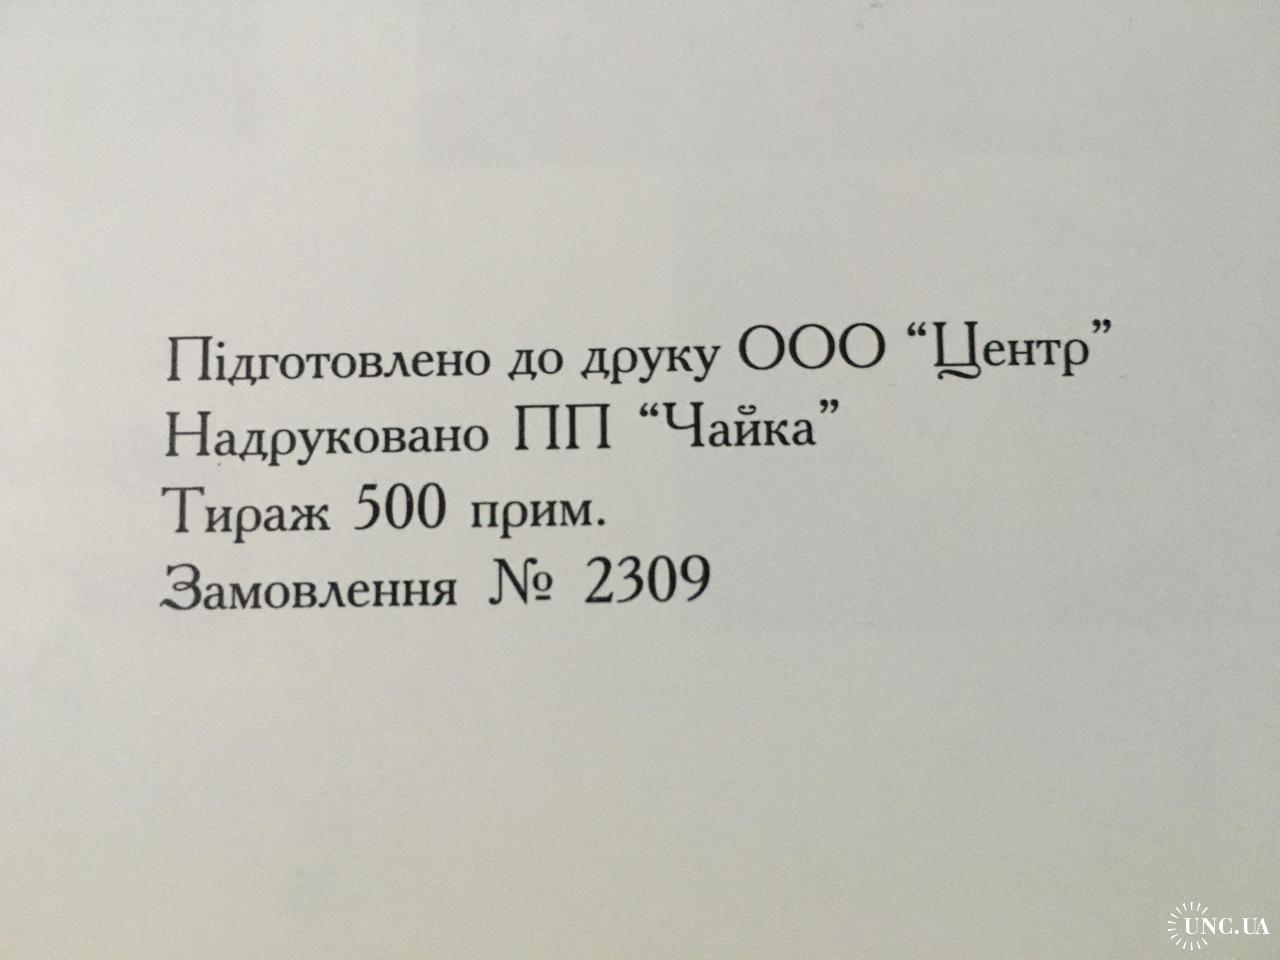 Підготовлено до друку ООО “Центр”
Надруковано ПП “Чайка”
Тираж 500 прим.
Замовлення № 2309
UNC.UA